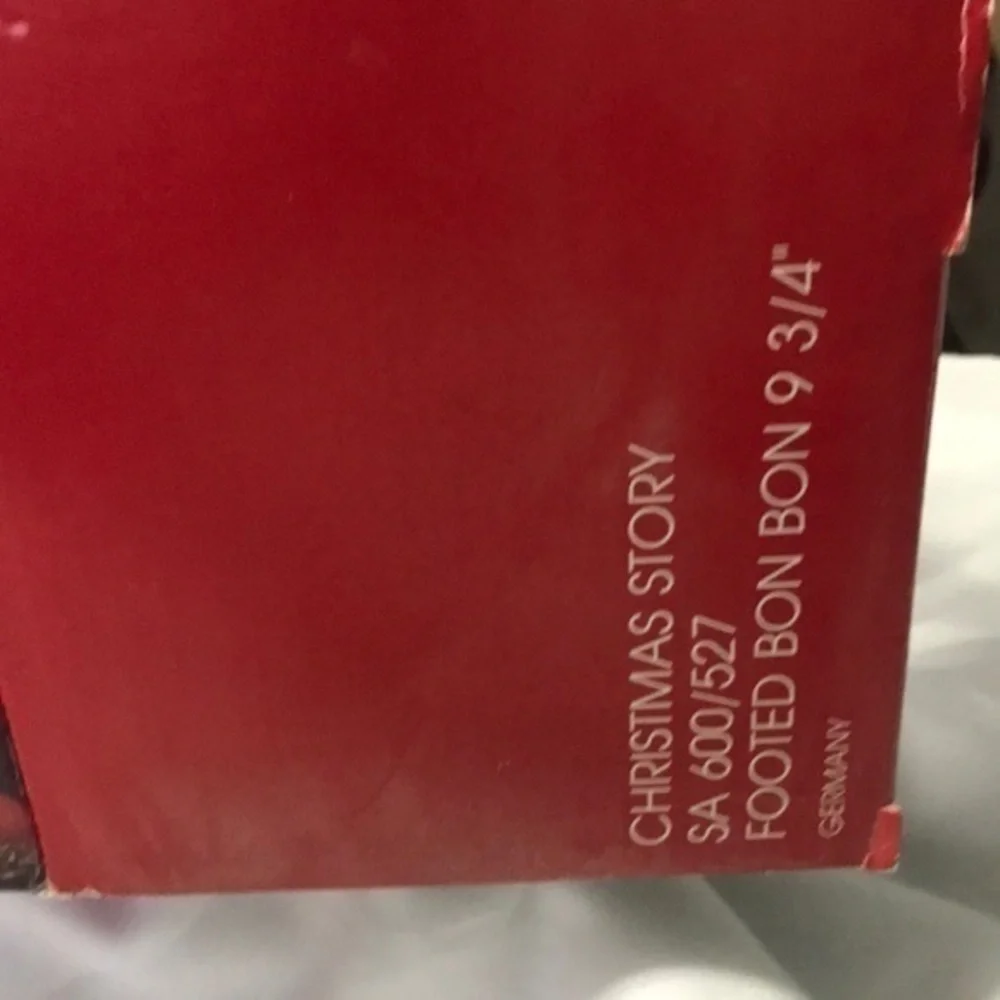 CHRISTMAS STORY
SA 600/527
FOOTED BON BON 9 3/4"
GERMANY